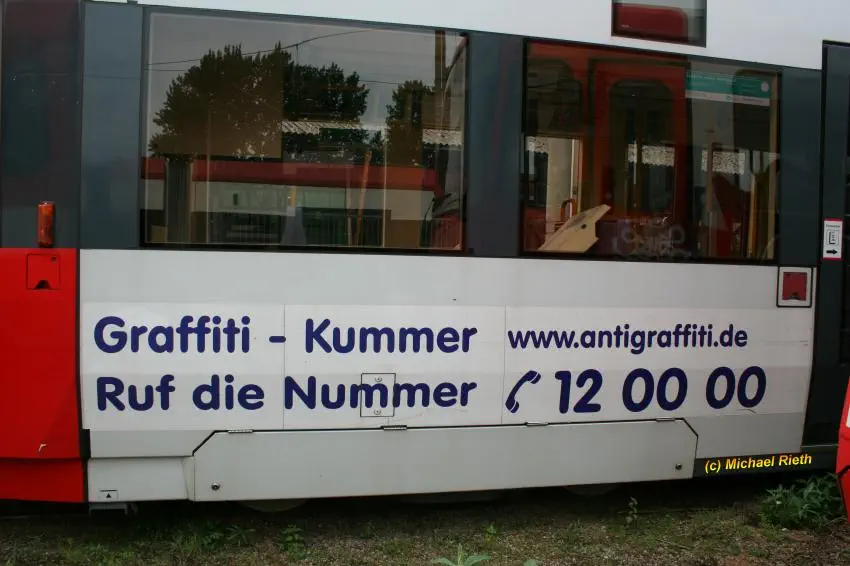 Graffiti - Kummer www.antigraffiti.de
Ruf die Nummer 12 00 00
(c) Michael Rieth